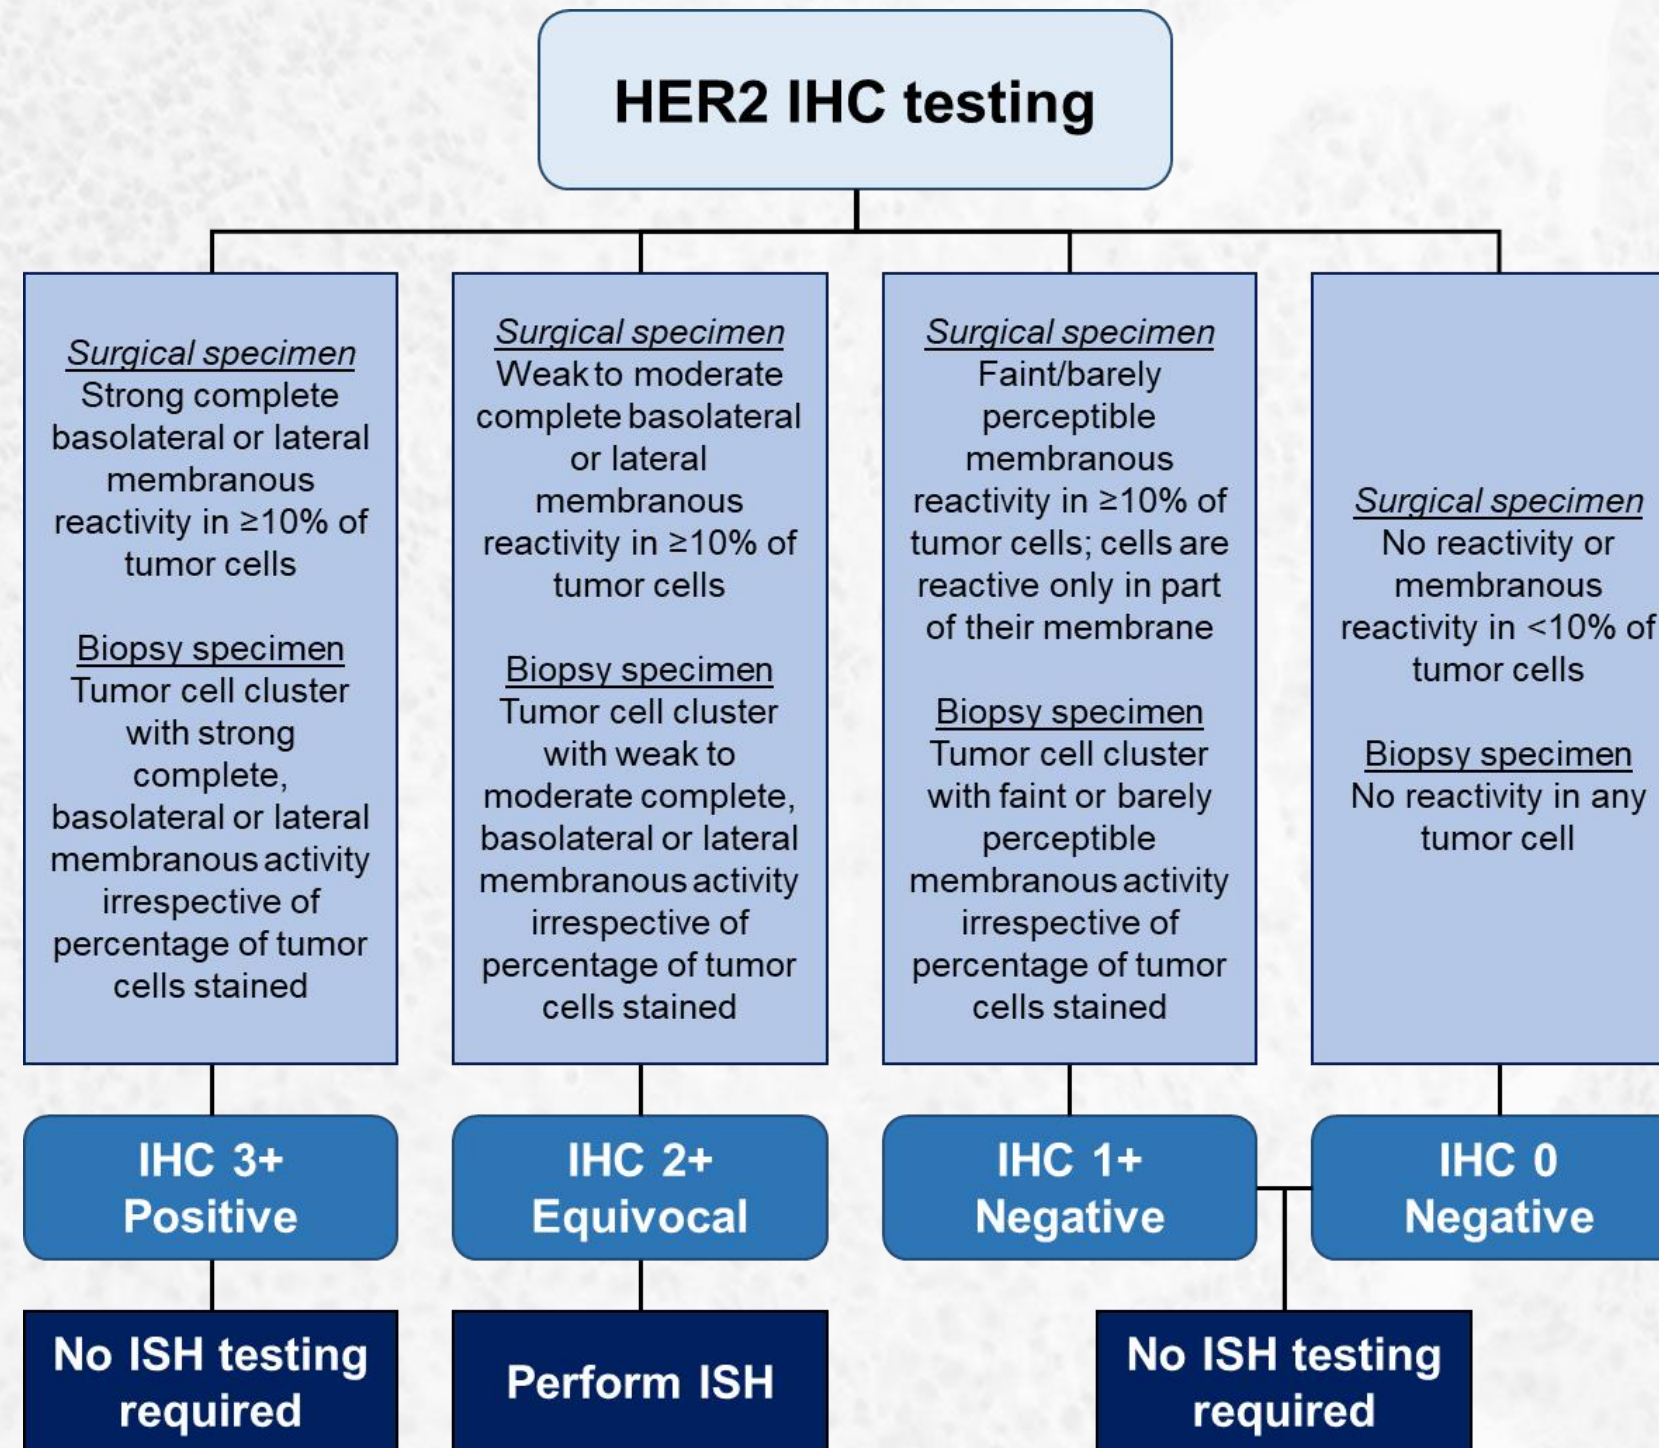 HER2 IHC testing
Surgical specimen
Strong complete
basolateral or lateral
membranous
reactivity in ≥10% of
tumor cells
Biopsy specimen
Tumor cell cluster
with strong
complete,
basolateral or lateral
membranous activity
irrespective of
percentage of tumor
cells stained
Surgical specimen
Weak to moderate
complete basolateral
or lateral
membranous
reactivity in ≥10% of
tumor cells
Biopsy specimen
Tumor cell cluster
with weak to
moderate complete,
basolateral or lateral
membranous activity
irrespective of
percentage of tumor
cells stained
Surgical specimen
Faint/barely
perceptible
membranous
reactivity in ≥10% of
tumor cells; cells are
reactive only in part
of their membrane
Biopsy specimen
Tumor cell cluster
with faint or barely
perceptible
membranous activity
irrespective of
percentage of tumor
cells stained
Surgical specimen
No reactivity or
membranous
reactivity in <10% of
tumor cells
Biopsy specimen
No reactivity in any
tumor cell
IHC 3+
Positive
IHC 2+
Equivocal
IHC 1+
Negative
IHC 0
Negative
No ISH testing
required
Perform ISH
No ISH testing
required